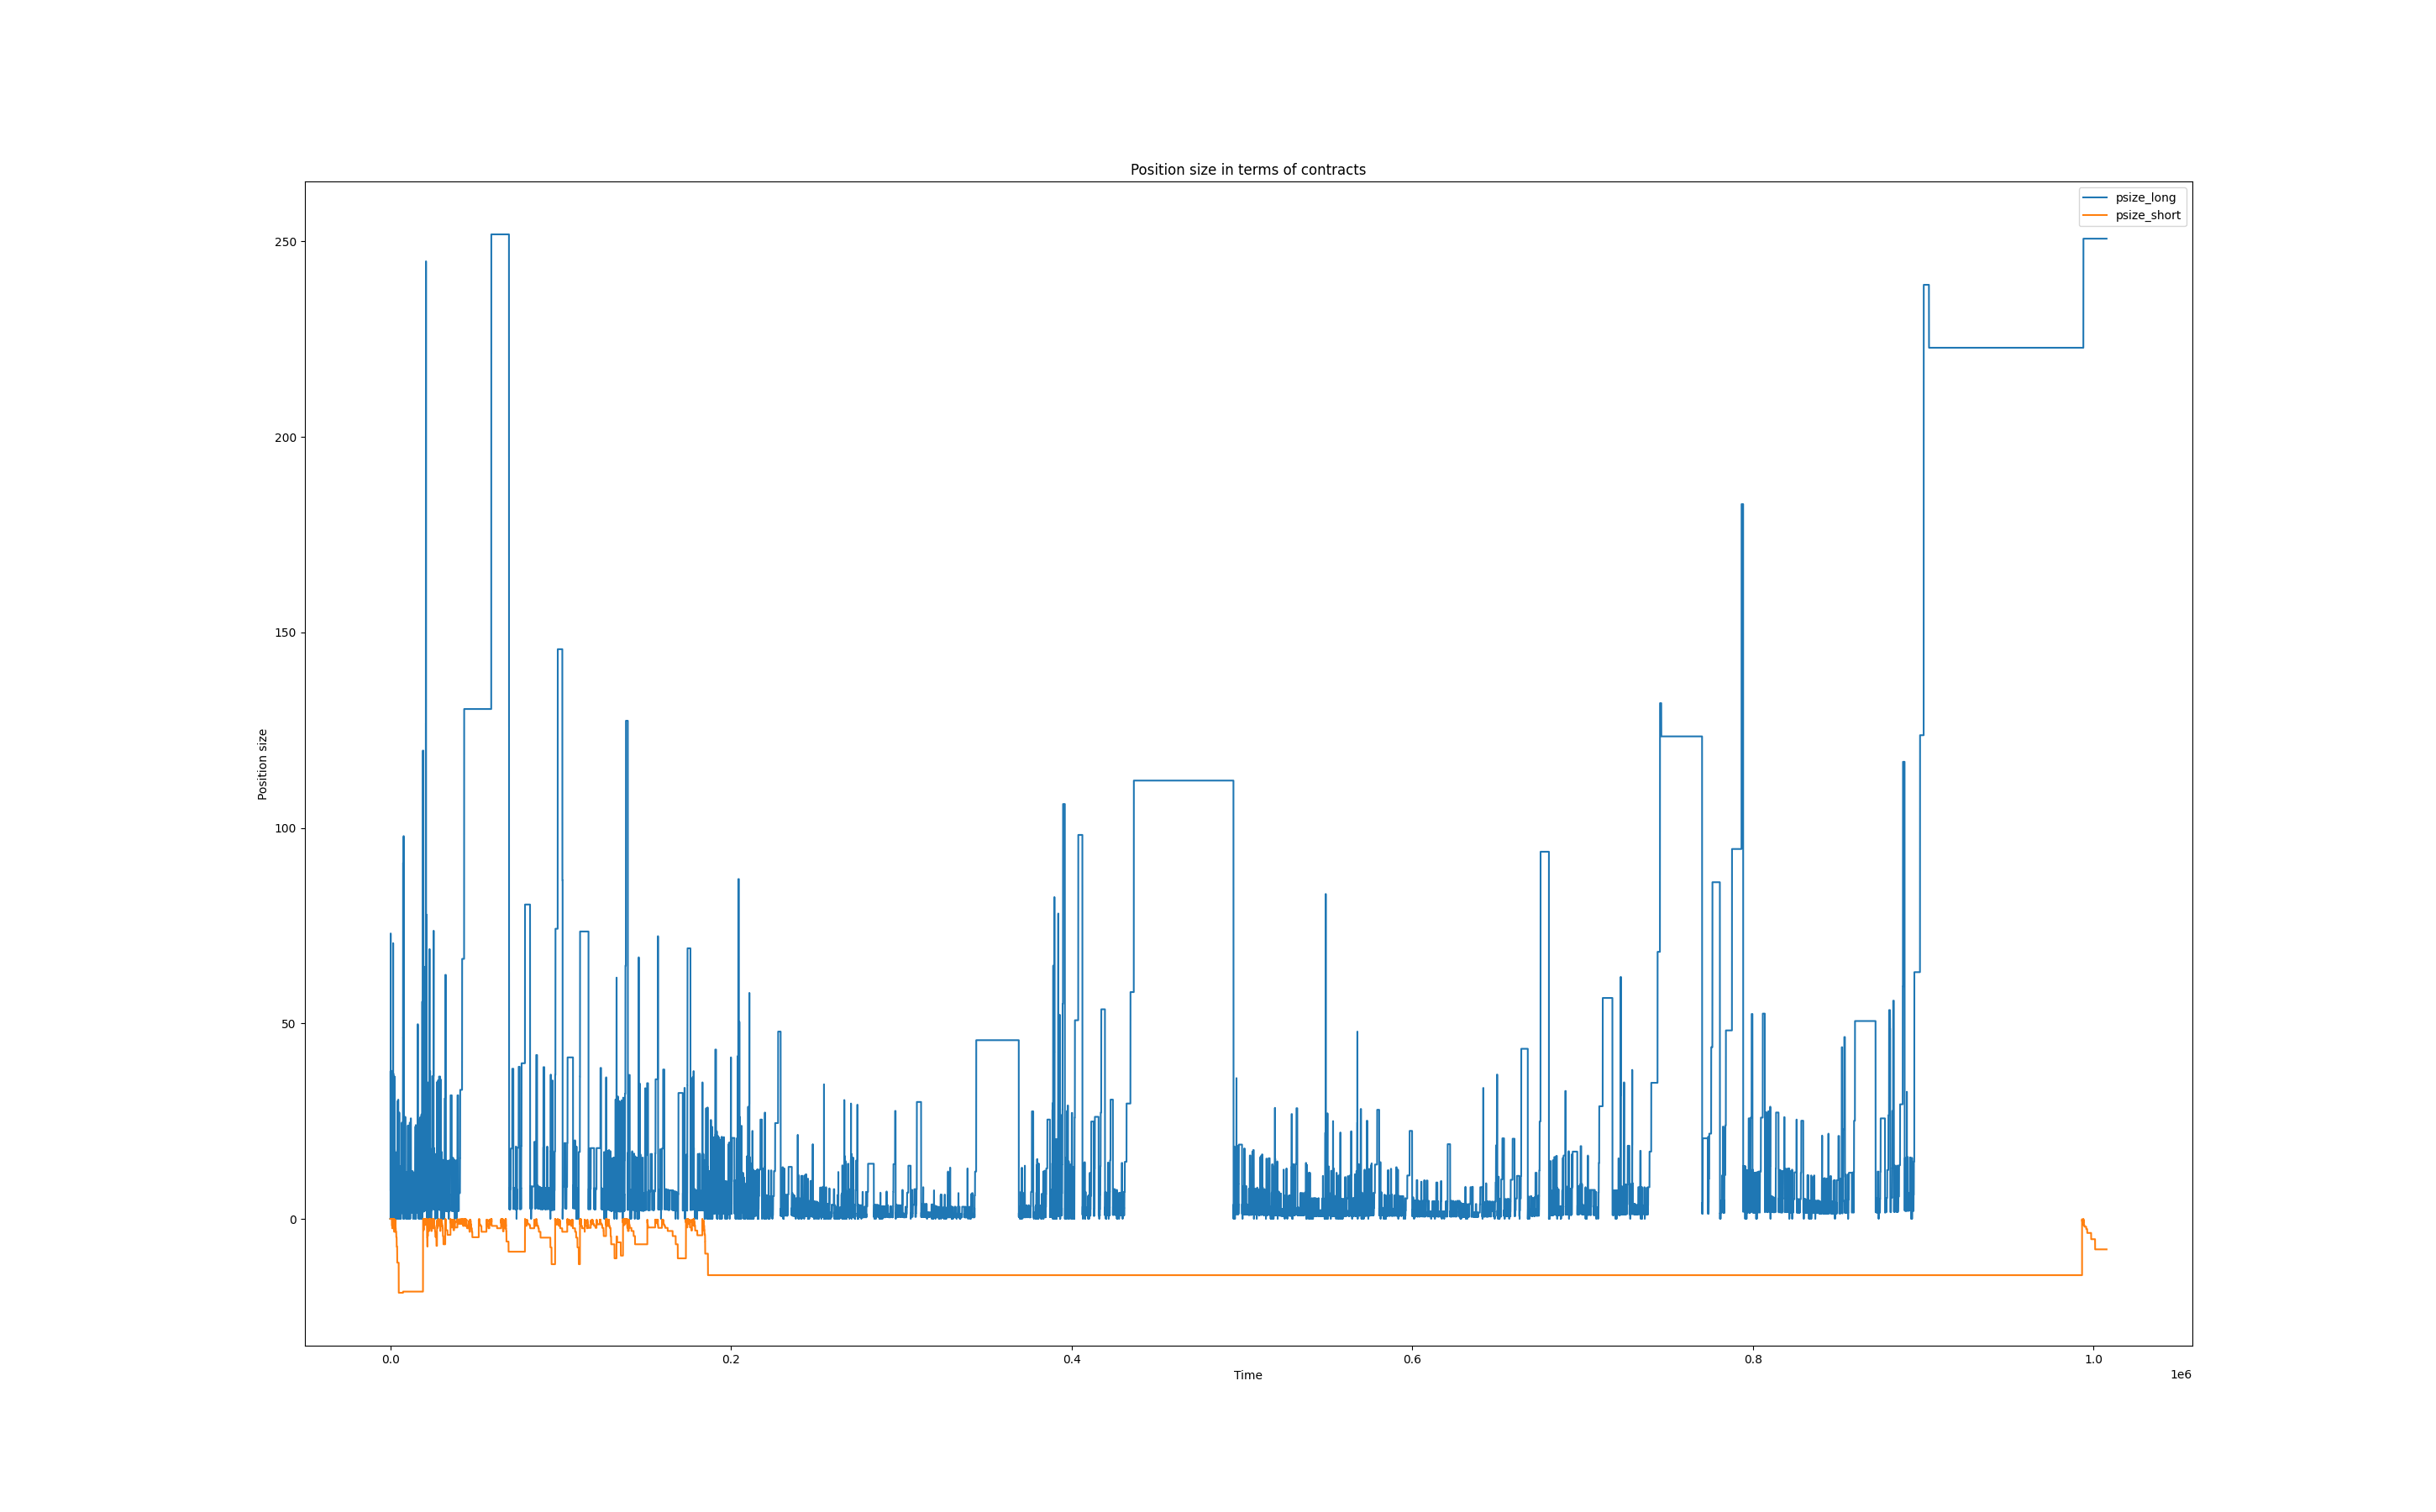 Position size in terms of contracts
psize_long
psize_short
Position size
250
200
150
100
50
0
0.0 0.2 0.4 0.6 0.8 1.0
Time
1e6